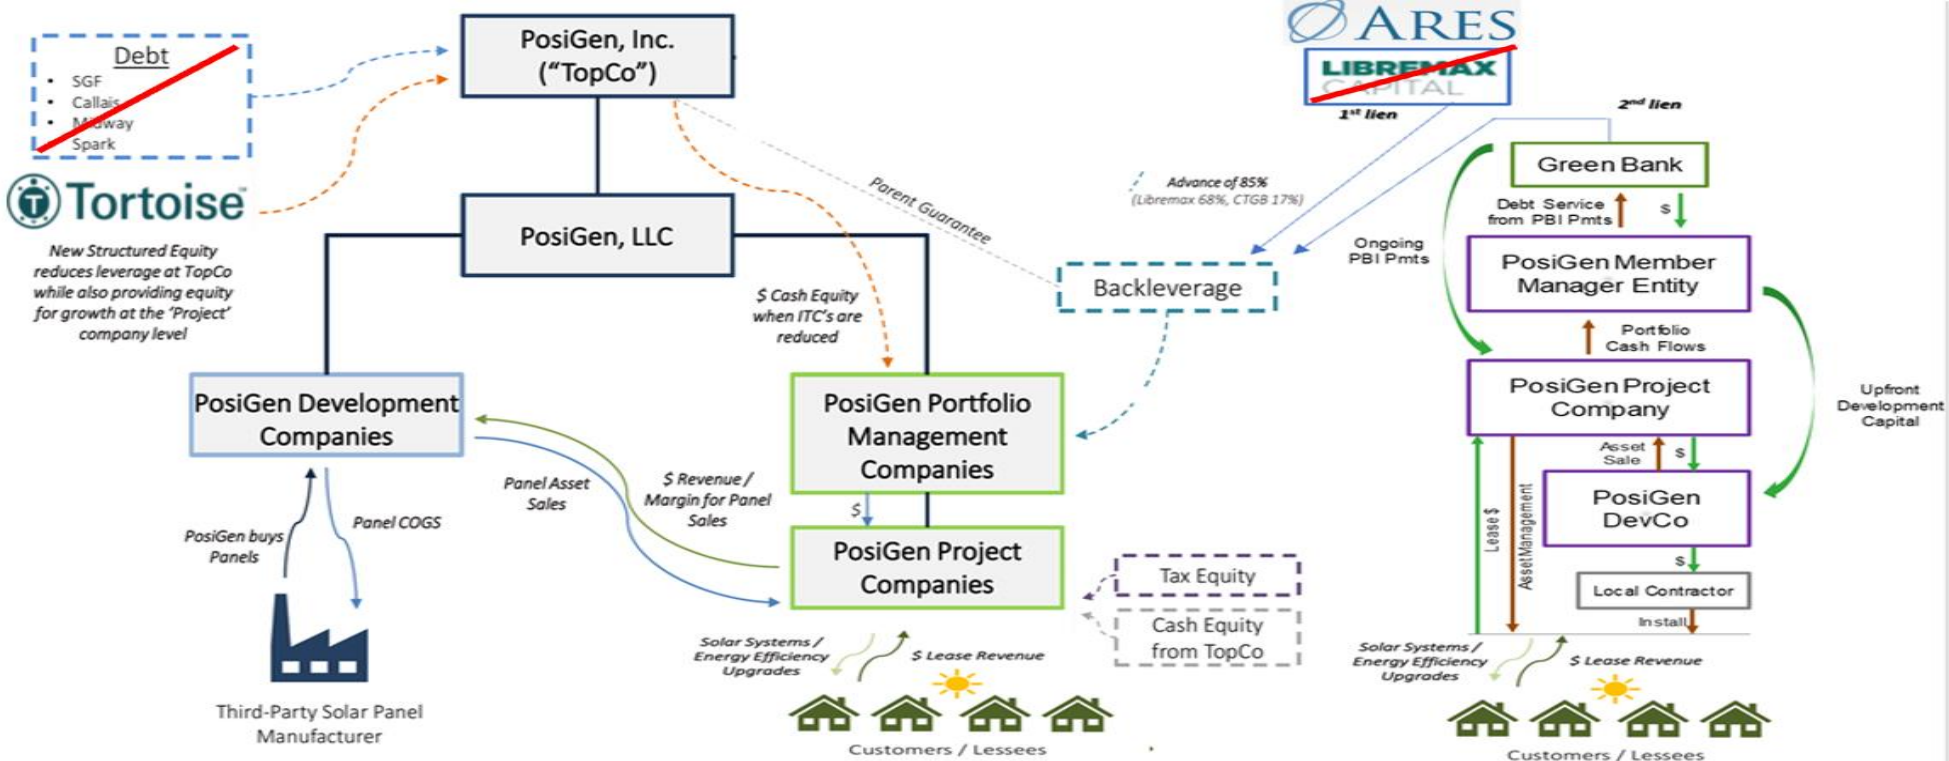 Debt
• SGF
• Callais
• Midway
Spark
Tortoise™
New Structured Equity
reduces leverage at TopCo
while also providing equity
for growth at the 'Project'
company level
PosiGen, Inc.
("TopCo")
PosiGen, LLC
$ Cash Equity
when ITC's are
reduced
Parent Guarantee
PosiGen Development
Companies
PosiGen Portfolio
Management
Companies
$
PosiGen Project
Companies
Panel Asset
Sales
$ Revenue /
Margin for Panel
Sales
PosiGen buys
Panels
Panel COGS
Third-Party Solar Panel
Manufacturer
Solar Systems /
Energy Efficiency
Upgrades
$ Lease Revenue
Customers / Lessees
Tax Equity
Cash Equity
from TopCo
ARES
LIBREMAX
CAPITAL
1st lien
2nd lien
Advance of 85%
(Libremax 68%, CTGB 17%)
Backleverage
Green Bank
Debt Service
from PBI Pmts
$
Ongoing
PBI Pmts
PosiGen Member
Manager Entity
Portfolio
Cash Flows
PosiGen Project
Company
Upfront
Development
Capital
Asset
Sale
$
PosiGen
DevCo
Lease $
Asset Management
$
Local Contractor
Install
Solar Systems /
Energy Efficiency
Upgrades
$ Lease Revenue
Customers / Lessees